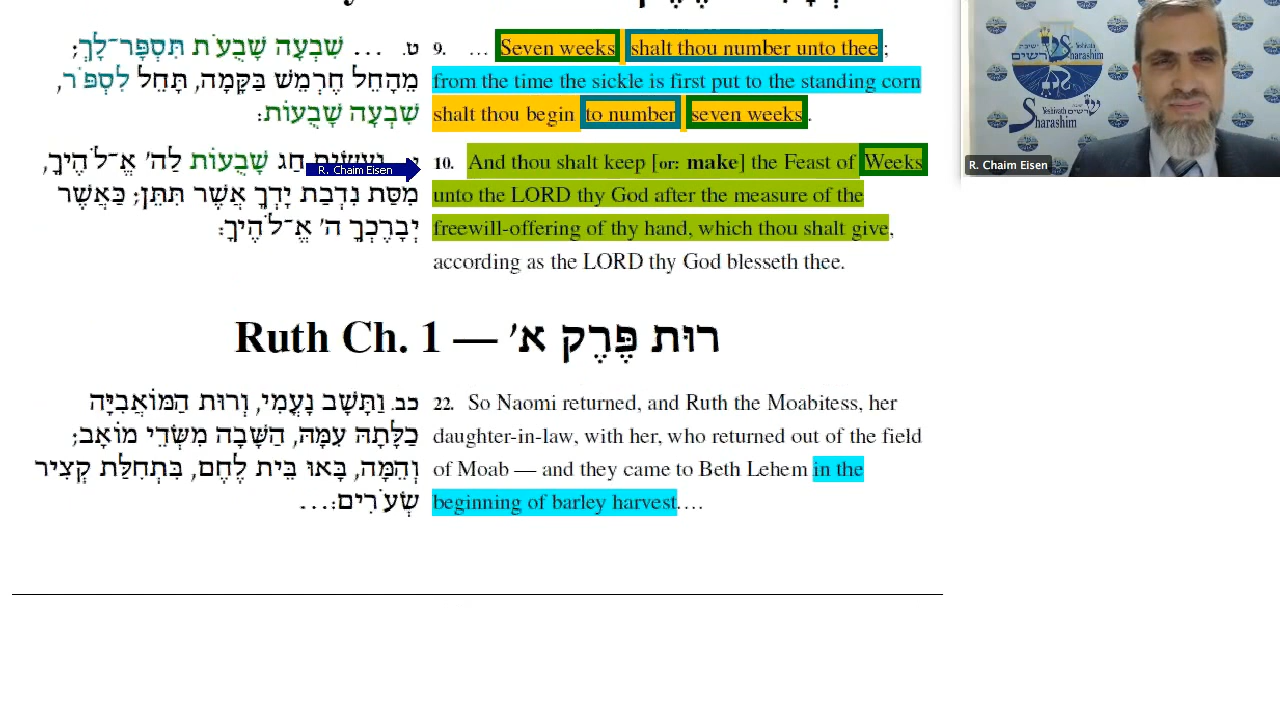 ט. ... שִׁבְעָה שָׁבֻעֹת תִּסְפָּר־לָךְ;
מֵהָחֵל חֶרְמֵשׁ בַּקָּמָה, תָּחֵל לִסְפֹּר,
שִׁבְעָה שָׁבֻעוֹת:
9. ... Seven weeks shalt thou number unto thee;
from the time the sickle is first put to the standing corn
shalt thou begin to number seven weeks.
חַג שָׁבֻעוֹת לַה' אֱ־לֹהֶיךָ,
מִסַּת נִדְבַת יָדְךָ אֲשֶׁר תִּתֵּן; כַּאֲשֶׁר
יְבָרֶכְךָ ה' אֱ־לֹהֶיךָ:
R. Chaim Eisen
10. And thou shalt keep [or: make] the Feast of Weeks
unto the LORD thy God after the measure of the
freewill-offering of thy hand, which thou shalt give,
according as the LORD thy God blesseth thee.
Ruth Ch. 1 — רוּת פֶּרֶק א'
כב. וַתָּשָׁב נָעֳמִי, וְרוּת הַמּוֹאֲבִיָּה
כַלָּתָהּ עִמָּהּ, הַשָּׁבָה מִשְּׂדֵי מוֹאָב;
וְהֵמָּה, בָּאוּ בֵּית לֶחֶם, בִּתְחִלַּת קְצִיר
שְׂעֹרִים:...
22. So Naomi returned, and Ruth the Moabitess, her
daughter-in-law, with her, who returned out of the field
of Moab — and they came to Beth Lehem in the
beginning of barley harvest....
Yeshivath
Sharashim
Yeshivath שרשים
Sharashim
R. Chaim Eisen